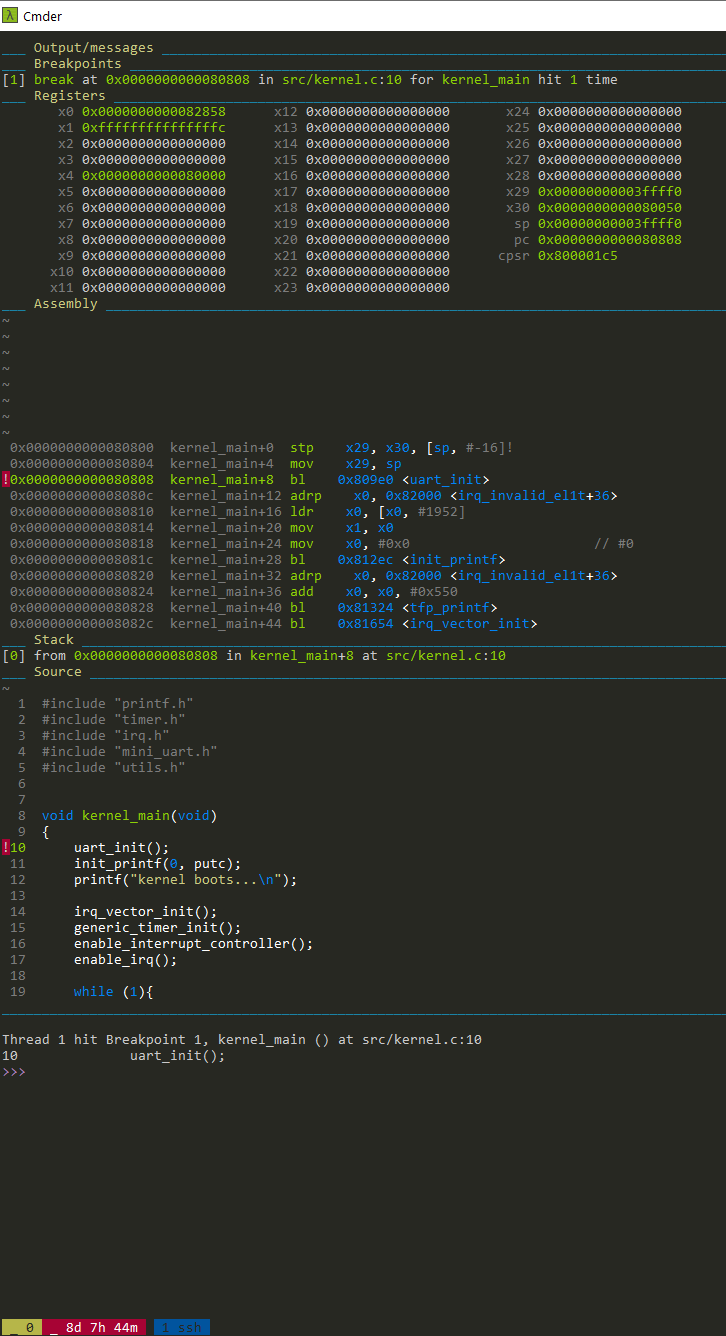 λ Cmder
Output/messages
Breakpoints
[1] break at 0x0000000000080808 in src/kernel.c:10 for kernel_main hit 1 time
Registers
x0 0x0000000000082858 x12 0x0000000000000000 x24 0x0000000000000000
x1 0xfffffffffffffffc x13 0x0000000000000000 x25 0x0000000000000000
x2 0x0000000000000000 x14 0x0000000000000000 x26 0x0000000000000000
x3 0x0000000000000000 x15 0x0000000000000000 x27 0x0000000000000000
x4 0x0000000000080000 x16 0x0000000000000000 x28 0x0000000000000000
x5 0x0000000000000000 x17 0x0000000000000000 x29 0x00000000003ffff0
x6 0x0000000000000000 x18 0x0000000000000000 x30 0x0000000000080050
x7 0x0000000000000000 x19 0x0000000000000000 sp 0x00000000003ffff0
x8 0x0000000000000000 x20 0x0000000000000000 pc 0x0000000000080808
x9 0x0000000000000000 x21 0x0000000000000000 cpsr 0x800001c5
x10 0x0000000000000000 x22 0x0000000000000000
x11 0x0000000000000000 x23 0x0000000000000000
Assembly
~
~
~
~
~
~
~
~
0x0000000000080800 kernel_main+0 stp x29, x30, [sp, #-16]!
0x0000000000080804 kernel_main+4 mov x29, sp
!0x0000000000080808 kernel_main+8 bl 0x809e0 <uart_init>
0x000000000008080c kernel_main+12 adrp x0, 0x82000 <irq_invalid_el1t+36>
0x0000000000080810 kernel_main+16 ldr x0, [x0, #1952]
0x0000000000080814 kernel_main+20 mov x1, x0
0x0000000000080818 kernel_main+24 mov x0, #0x0 // #0
0x000000000008081c kernel_main+28 bl 0x812ec <init_printf>
0x0000000000080820 kernel_main+32 adrp x0, 0x82000 <irq_invalid_el1t+36>
0x0000000000080824 kernel_main+36 add x0, x0, #0x550
0x0000000000080828 kernel_main+40 bl 0x81324 <tfp_printf>
0x000000000008082c kernel_main+44 bl 0x81654 <irq_vector_init>
Stack
[0] from 0x0000000000080808 in kernel_main+8 at src/kernel.c:10
Source
~
1 #include "printf.h"
2 #include "timer.h"
3 #include "irq.h"
4 #include "mini_uart.h"
5 #include "utils.h"
6
7
8 void kernel_main(void)
9 {
!10 uart_init();
11 init_printf(0, putc);
12 printf("kernel boots...\n");
13
14 irq_vector_init();
15 generic_timer_init();
16 enable_interrupt_controller();
17 enable_irq();
18
19 while (1){
Thread 1 hit Breakpoint 1, kernel_main () at src/kernel.c:10
10 uart_init();
>>>
_ 0 _ 8d 7h 44m 1 ssh